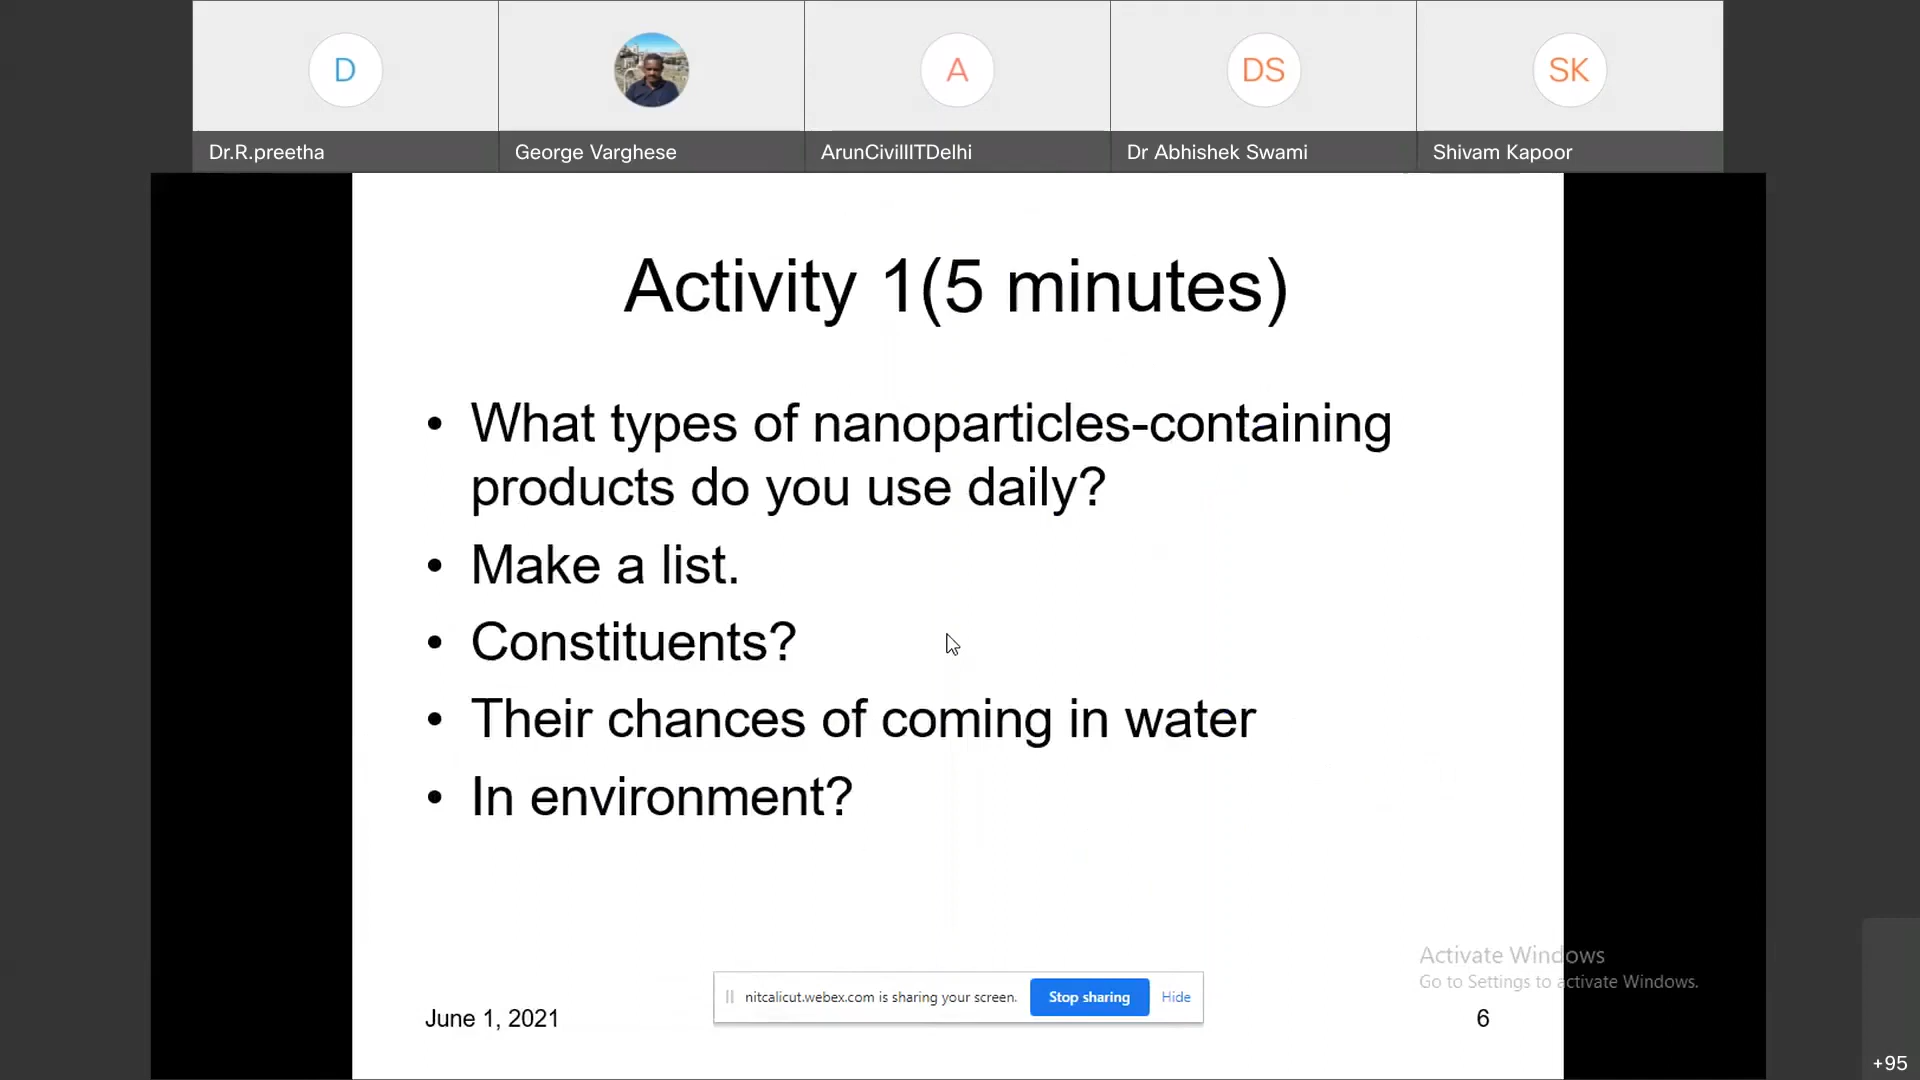 D
A
DS
SK
Dr.R.preetha
George Varghese
ArunCivilIITDelhi
Dr Abhishek Swami
Shivam Kapoor
Activity 1(5 minutes)
• What types of nanoparticles-containing
products do you use daily?
• Make a list.
• Constituents?
• Their chances of coming in water
• In environment?
Activate Windows
Go to Settings to activate Windows.
nitcalicut.webex.com is sharing your screen.
Stop sharing
Hide
June 1, 2021
6
+95